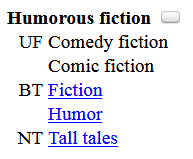 Humorous fiction
UF Comedy fiction
Comic fiction
BT Fiction
Humor
NT Tall tales